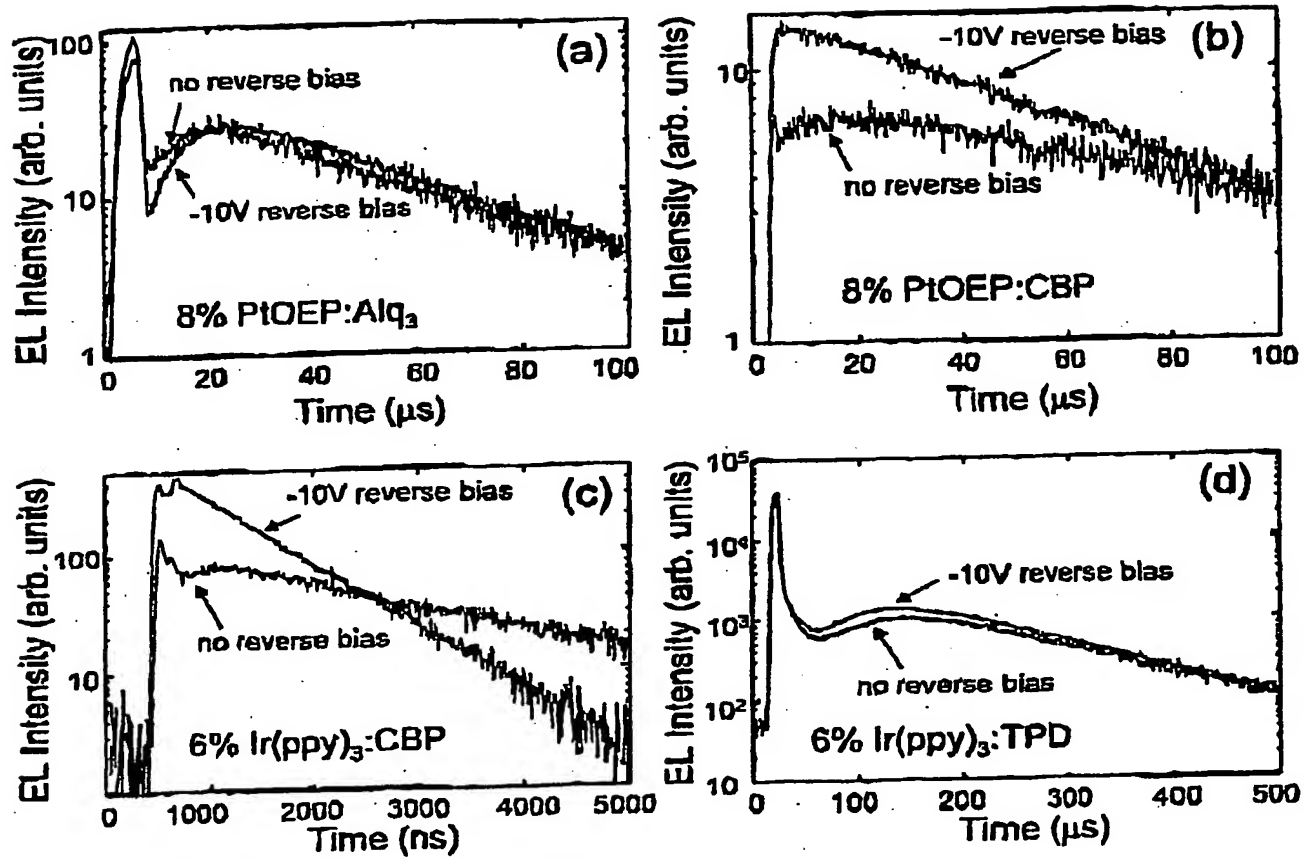 (a)
EL Intensity (arb. units)
100
10
1
no reverse bias
-10V reverse bias
8% PtOEP:Alq₃
0 20 40 60 80 100
Time (μs)
(b)
EL Intensity (arb. units)
10
1
-10V reverse bias
no reverse bias
8% PtOEP:CBP
0 20 40 60 80 100
Time (μs)
(c)
EL Intensity (arb. units)
100
10
-10V reverse bias
no reverse bias
6% Ir(ppy)₃:CBP
0 1000 2000 3000 4000 5000
Time (ns)
(d)
EL Intensity (arb. units)
10⁵
10⁴
10³
10²
10
-10V reverse bias
no reverse bias
6% Ir(ppy)₃:TPD
0 100 200 300 400 500
Time (μs)